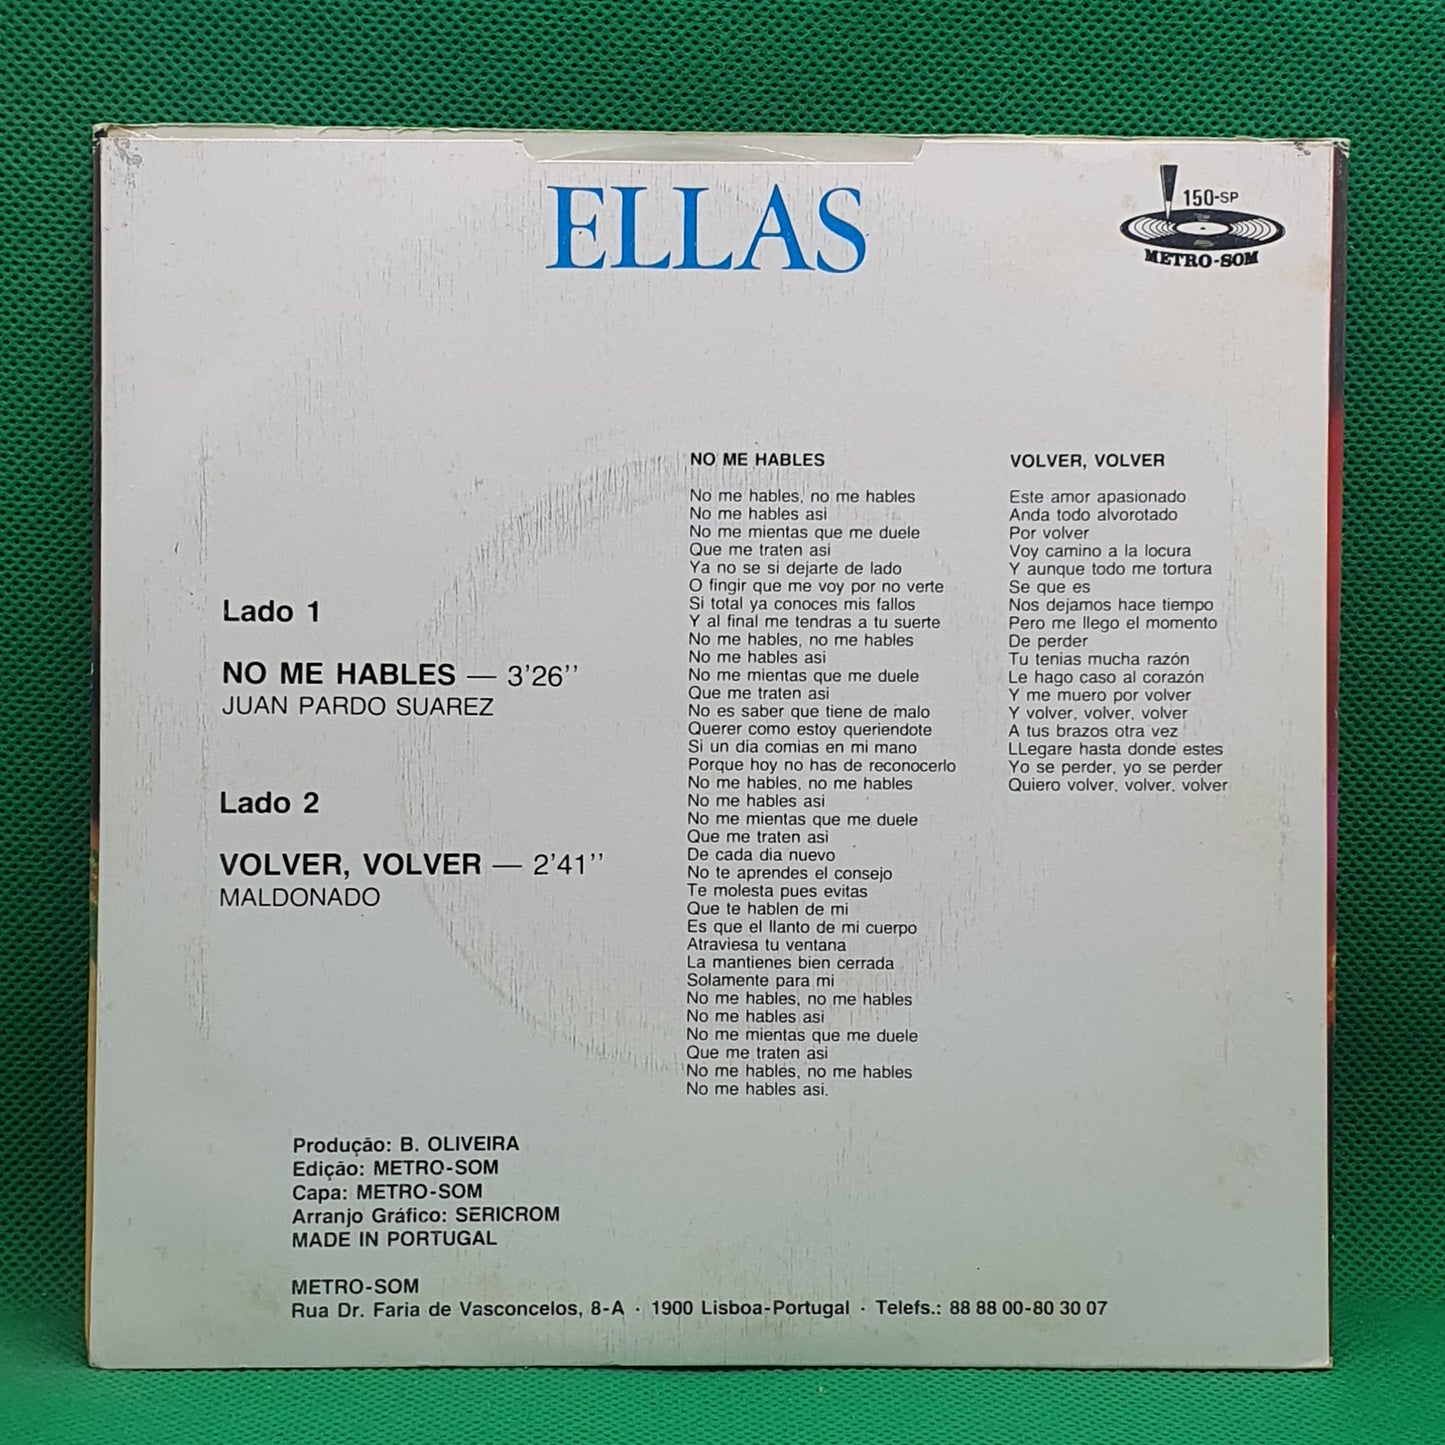 ELLAS
150-SP
METRO-SOM
Lado 1
NO ME HABLES — 3'26''
JUAN PARDO SUAREZ
Lado 2
VOLVER, VOLVER — 2'41''
MALDONADO
NO ME HABLES
No me hables, no me hables
No me hables asi
No me mientas que me duele
Que me traten asi
Ya no se si dejarte de lado
O fingir que me voy por no verte
Si total ya conoces mis fallos
Y al final me tendras a tu suerte
No me hables, no me hables
No me hables asi
No me mientas que me duele
Que me traten asi
No es saber que tiene de malo
Querer como estoy queriendote
Si un dia comias en mi mano
Porque hoy no has de reconocerlo
No me hables, no me hables
No me hables asi
No me mientas que me duele
Que me traten asi
De cada dia nuevo
No te aprendes el consejo
Te molesta pues evitas
Que te hablen de mi
Es que el llanto de mi cuerpo
Atraviesa tu ventana
La mantienes bien cerrada
Solamente para mi
No me hables, no me hables
No me hables asi
No me mientas que me duele
Que me traten asi
No me hables, no me hables
No me hables asi.
VOLVER, VOLVER
Este amor apasionado
Anda todo alvorotado
Por volver
Voy camino a la locura
Y aunque todo me tortura
Se que es
Nos dejamos hace tiempo
Pero me llego el momento
De perder
Tu tenias mucha razón
Le hago caso al corazón
Y me muero por volver
Y volver, volver, volver
A tus brazos otra vez
LLegare hasta donde estes
Yo se perder, yo se perder
Quiero volver, volver, volver
Produção: B. OLIVEIRA
Edição: METRO-SOM
Capa: METRO-SOM
Arranjo Gráfico: SERICROM
MADE IN PORTUGAL
METRO-SOM
Rua Dr. Faria de Vasconcelos, 8-A · 1900 Lisboa-Portugal · Telefs.: 88 88 00-80 30 07